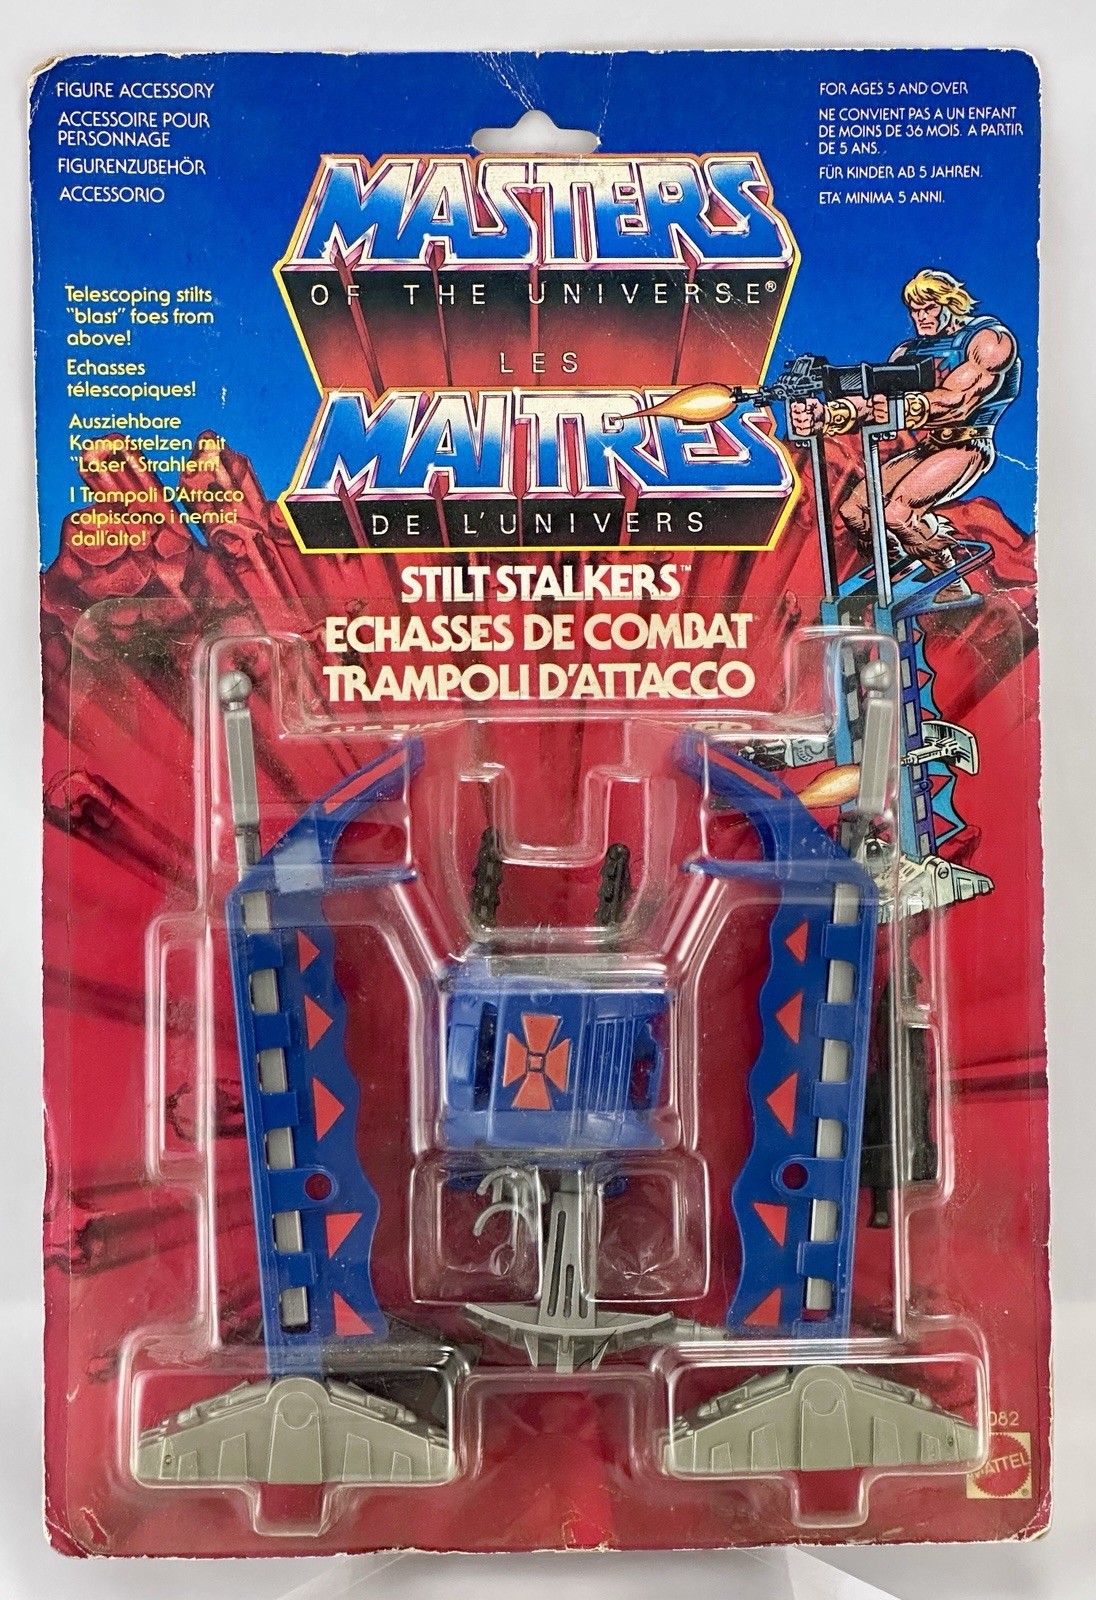 FIGURE ACCESSORY
ACCESSOIRE POUR
PERSONNAGE
FIGURENZUBEHÖR
ACCESSORIO
FOR AGES 5 AND OVER
NE CONVIENT PAS A UN ENFANT
DE MOINS DE 36 MOIS. A PARTIR
DE 5 ANS.
FÜR KINDER AB 5 JAHREN.
ETA' MINIMA 5 ANNI.
MASTERS
OF THE UNIVERSE®
LES
MAITRES
DE L'UNIVERS
Telescoping stilts
"blast" foes from
above!
Echasses
télescopiques!
Ausziehbare
Kampfstelzen mit
"Laser"-Strahlern!
I Trampoli D'Attacco
colpiscono i nemici
dall'alto!
STILT STALKERS™
ECHASSES DE COMBAT
TRAMPOLI D'ATTACCO
082
MATTEL®